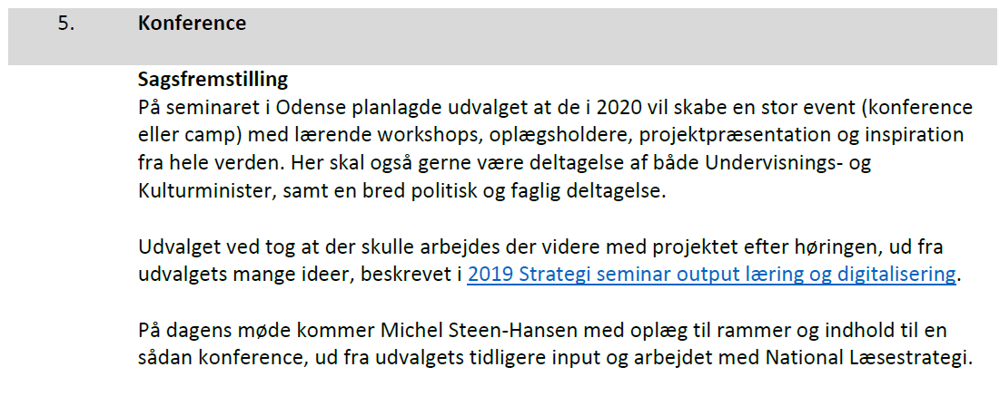 5. Konference
Sagsfremstilling
På seminaret i Odense planlagde udvalget at de i 2020 vil skabe en stor event (konference
eller camp) med lærende workshops, oplægsholdere, projektpræsentation og inspiration
fra hele verden. Her skal også gerne være deltagelse af både Undervisnings- og
Kulturminister, samt en bred politisk og faglig deltagelse.
Udvalget ved tog at der skulle arbejdes der videre med projektet efter høringen, ud fra
udvalgets mange ideer, beskrevet i 2019 Strategi seminar output læring og digitalisering.
På dagens møde kommer Michel Steen-Hansen med oplæg til rammer og indhold til en
sådan konference, ud fra udvalgets tidligere input og arbejdet med National Læsestrategi.